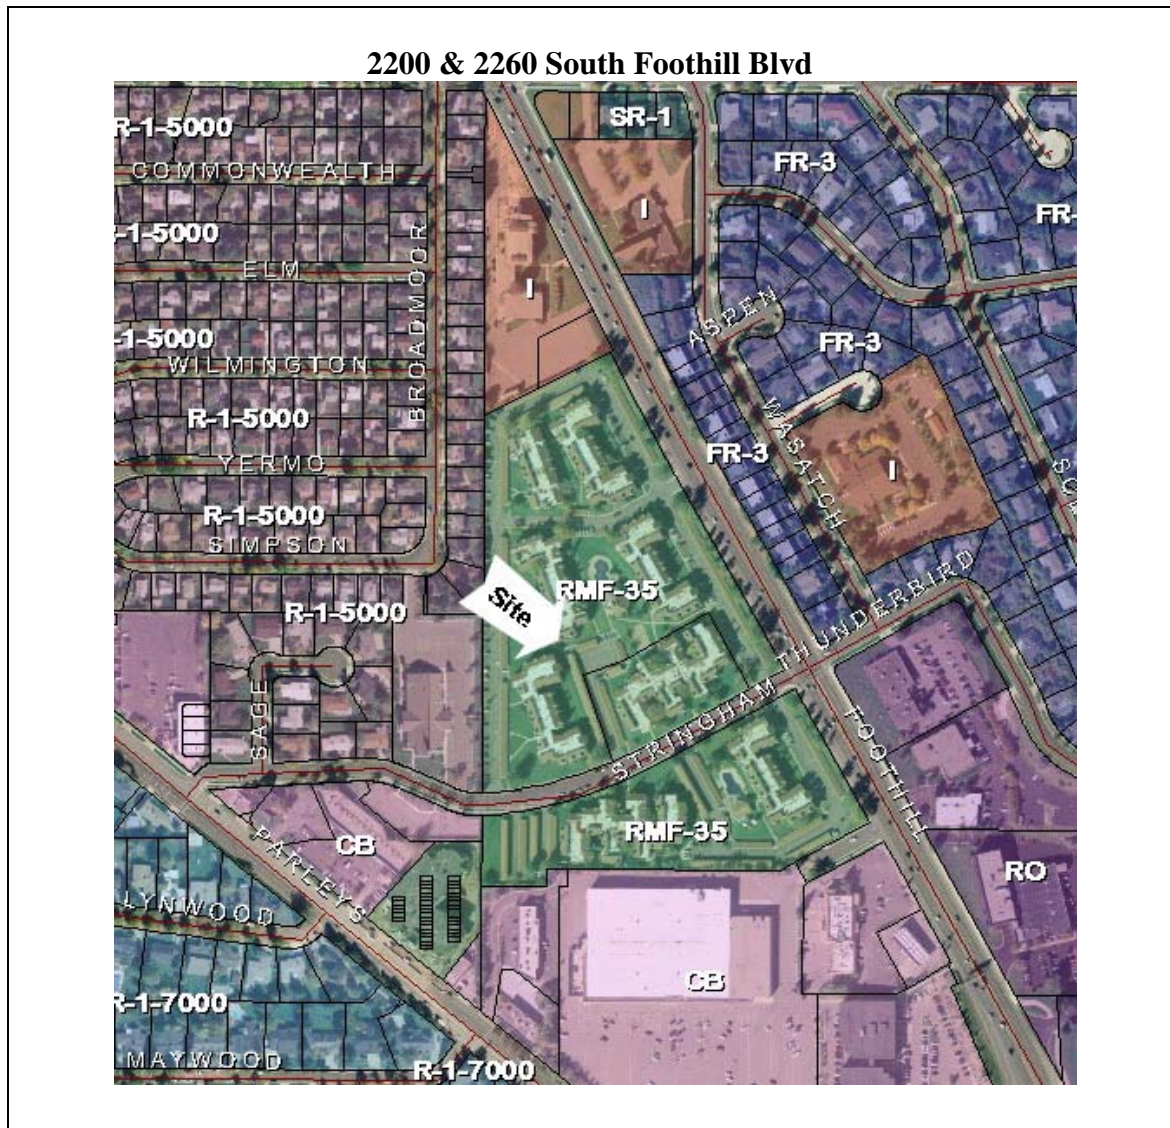 2200 & 2260 South Foothill Blvd
R-1-5000
SR-1
COMMONWEALTH
FR-3
I
FR-
-1-5000
BROADMOOR
ELM
I
ASPEN
-1-5000
FR-3
WILMINGTON
R-1-5000
WASATCH
FR-3
YERMO
I
R-1-5000
SIMPSON
Site
RMF-35
THUNDERBIRD
R-1-5000
SAGE
STRINGHAM
FOOTHILL
PARLEYS
CB
RMF-35
RO
LYNWOOD
CB
R-1-7000
MAYWOOD
R-1-7000